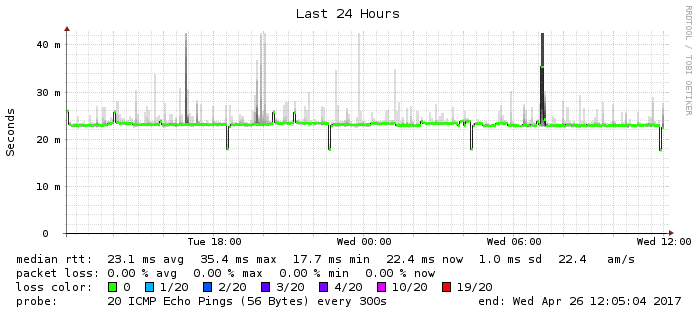 Last 24 Hours
RRDTOOL / TOBI OETIKER
Seconds
40 m
30 m
20 m
10 m
0
Tue 18:00 Wed 00:00 Wed 06:00 Wed 12:00
median rtt: 23.1 ms avg 35.4 ms max 17.7 ms min 22.4 ms now 1.0 ms sd 22.4 am/s
packet loss: 0.00 % avg 0.00 % max 0.00 % min 0.00 % now
loss color: 0 1/20 2/20 3/20 4/20 10/20 19/20
probe: 20 ICMP Echo Pings (56 Bytes) every 300s end: Wed Apr 26 12:05:04 2017